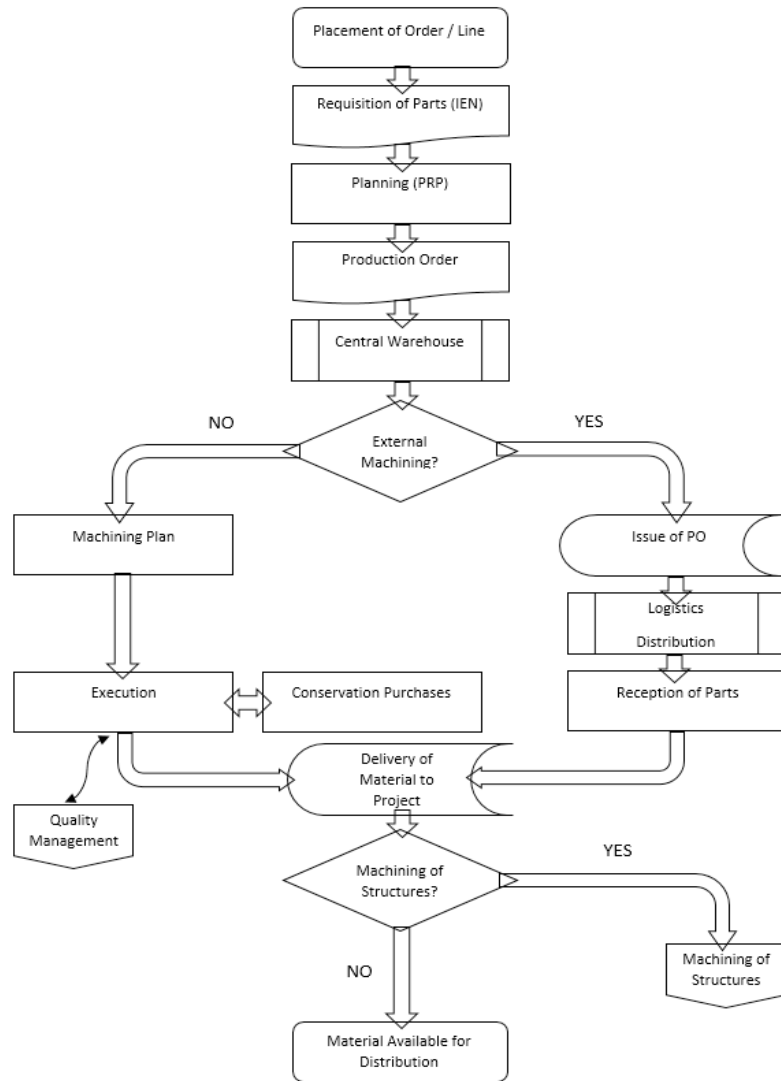 Placement of Order / Line
Requisition of Parts (IEN)
Planning (PRP)
Production Order
Central Warehouse
NO
YES
External
Machining?
Machining Plan
Issue of PO
Logistics
Distribution
Execution
Conservation Purchases
Reception of Parts
Delivery of
Material to
Project
Quality
Management
YES
Machining of
Structures?
NO
Machining of
Structures
Material Available for
Distribution